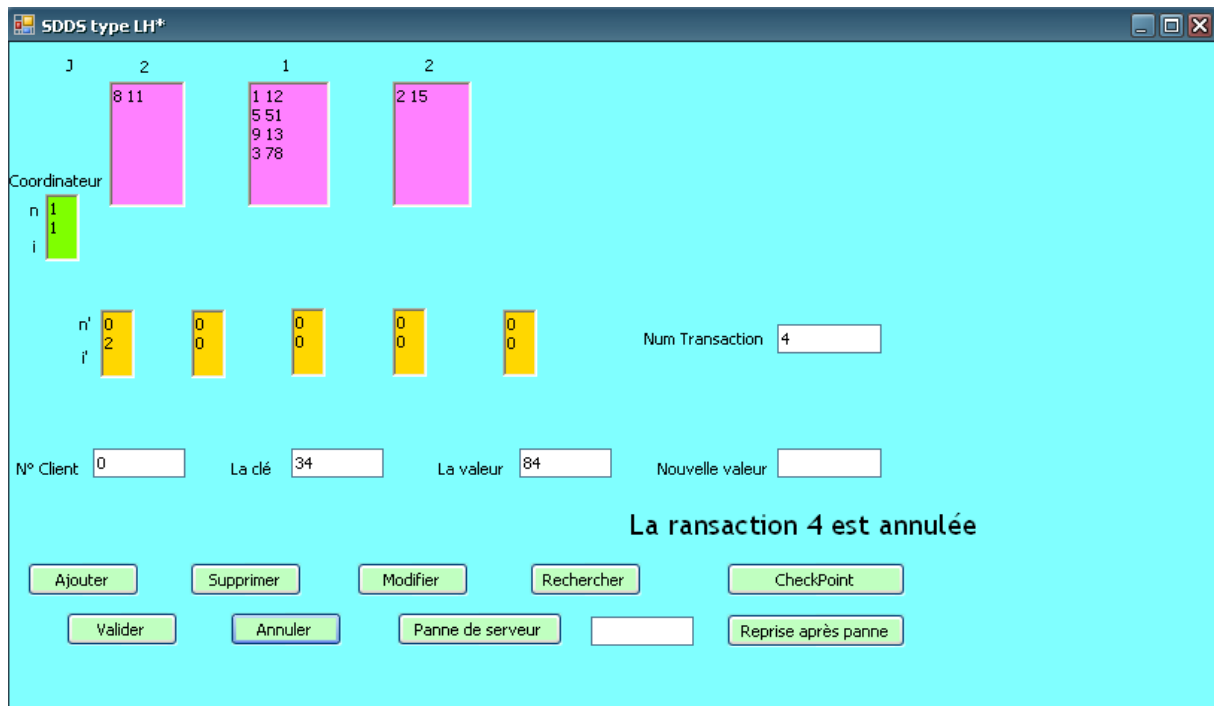 SDDS type LH*
J 2 1 2
8 11
1 12
5 51
9 13
3 78
2 15
Coordinateur
n 1
i 1
n' 0 0 0 0 0
i' 2 0 0 0 0
Num Transaction 4
N° Client 0 La clé 34 La valeur 84 Nouvelle valeur
La ransaction 4 est annulée
Ajouter Supprimer Modifier Rechercher CheckPoint
Valider Annuler Panne de serveur Reprise après panne